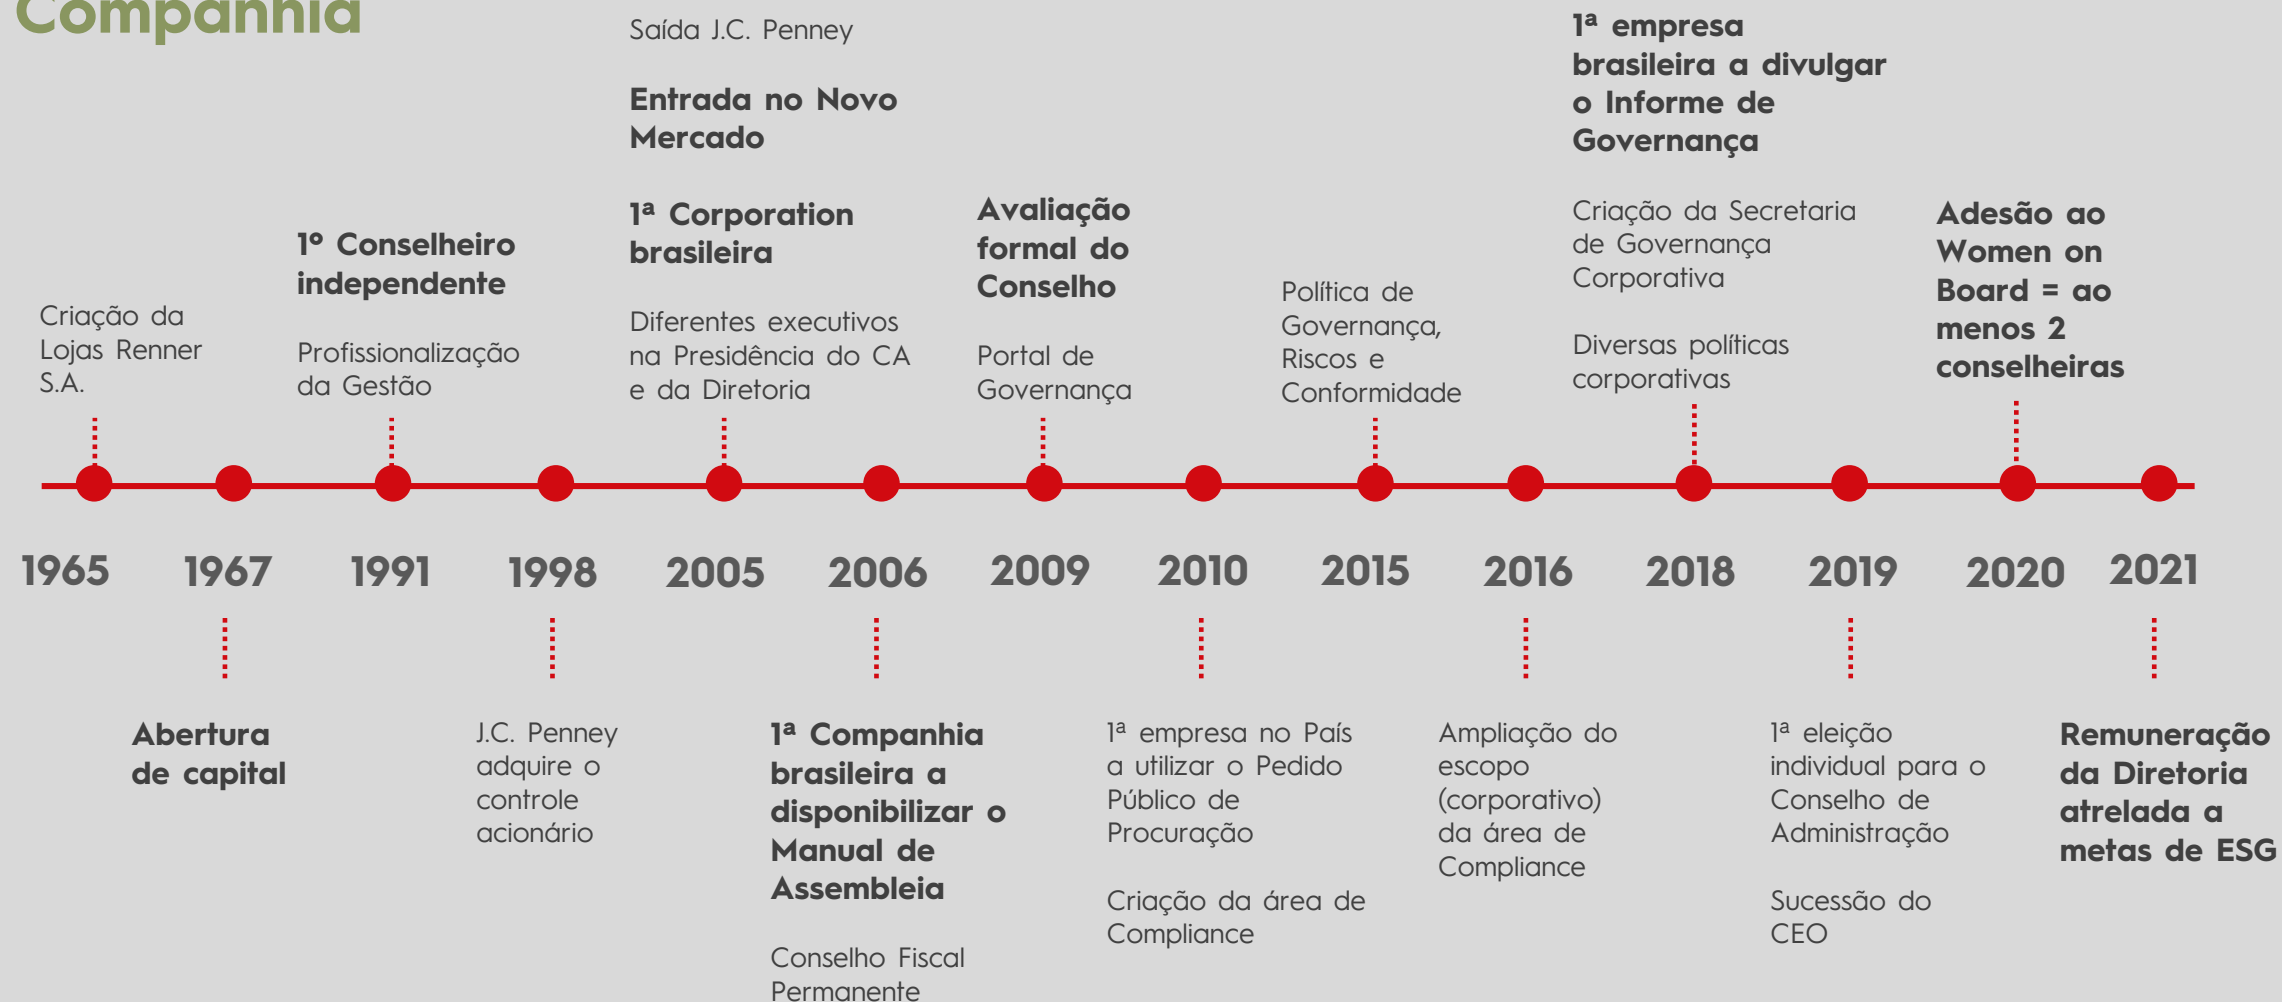 Companhia
Saída J.C. Penney
Entrada no Novo
Mercado
1ª Corporation
brasileira
Diferentes executivos
na Presidência do CA
e da Diretoria
1ª empresa
brasileira a divulgar
o Informe de
Governança
Criação da Secretaria
de Governança
Corporativa
Diversas políticas
corporativas
Criação da
Lojas Renner
S.A.
1º Conselheiro
independente
Profissionalização
da Gestão
Avaliação
formal do
Conselho
Portal de
Governança
Política de
Governança,
Riscos e
Conformidade
Adesão ao
Women on
Board = ao
menos 2
conselheiras
1965
1967
1991
1998
2005
2006
2009
2010
2015
2016
2018
2019
2020
2021
Abertura
de capital
J.C. Penney
adquire o
controle
acionário
1ª Companhia
brasileira a
disponibilizar o
Manual de
Assembleia
Conselho Fiscal
Permanente
1ª empresa no País
a utilizar o Pedido
Público de
Procuração
Criação da área de
Compliance
Ampliação do
escopo
(corporativo)
da área de
Compliance
1ª eleição
individual para o
Conselho de
Administração
Sucessão do
CEO
Remuneração
da Diretoria
atrelada a
metas de ESG